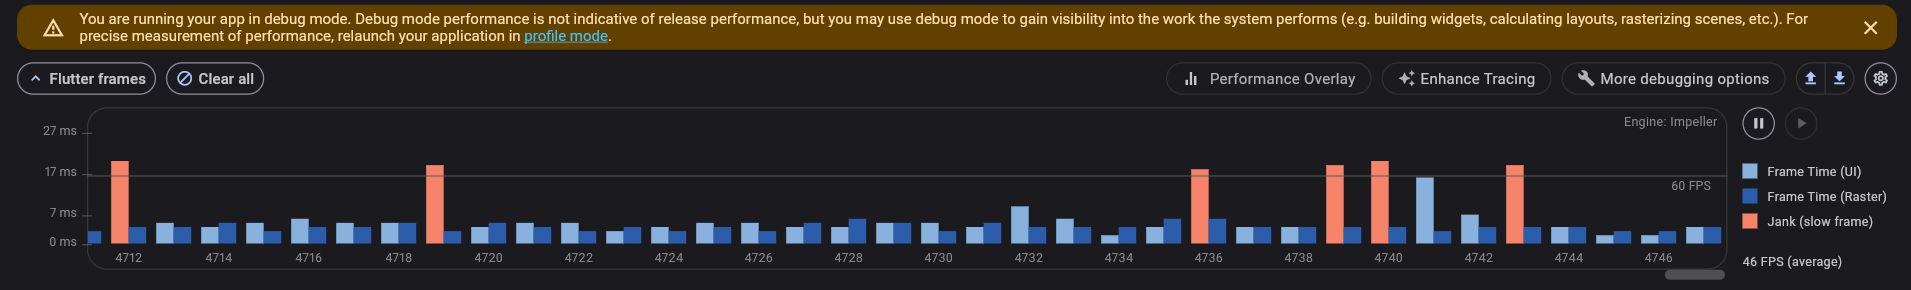 You are running your app in debug mode. Debug mode performance is not indicative of release performance, but you may use debug mode to gain visibility into the work the system performs (e.g. building widgets, calculating layouts, rasterizing scenes, etc.). For
precise measurement of performance, relaunch your application in profile mode.
Flutter frames
Clear all
Performance Overlay
Enhance Tracing
More debugging options
Engine: Impeller
27 ms
17 ms
7 ms
0 ms
60 FPS
4712 4714 4716 4718 4720 4722 4724 4726 4728 4730 4732 4734 4736 4738 4740 4742 4744 4746
Frame Time (UI)
Frame Time (Raster)
Jank (slow frame)
46 FPS (average)